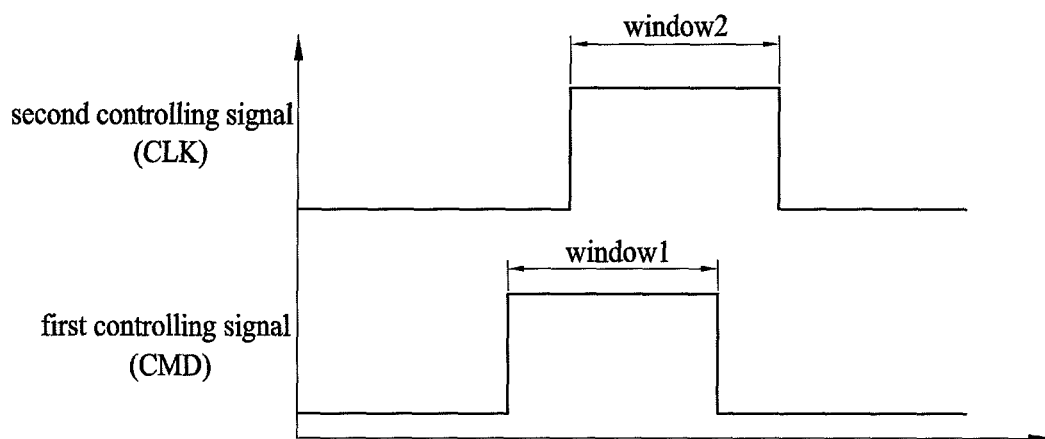 window2
second controlling signal
(CLK)
window1
first controlling signal
(CMD)